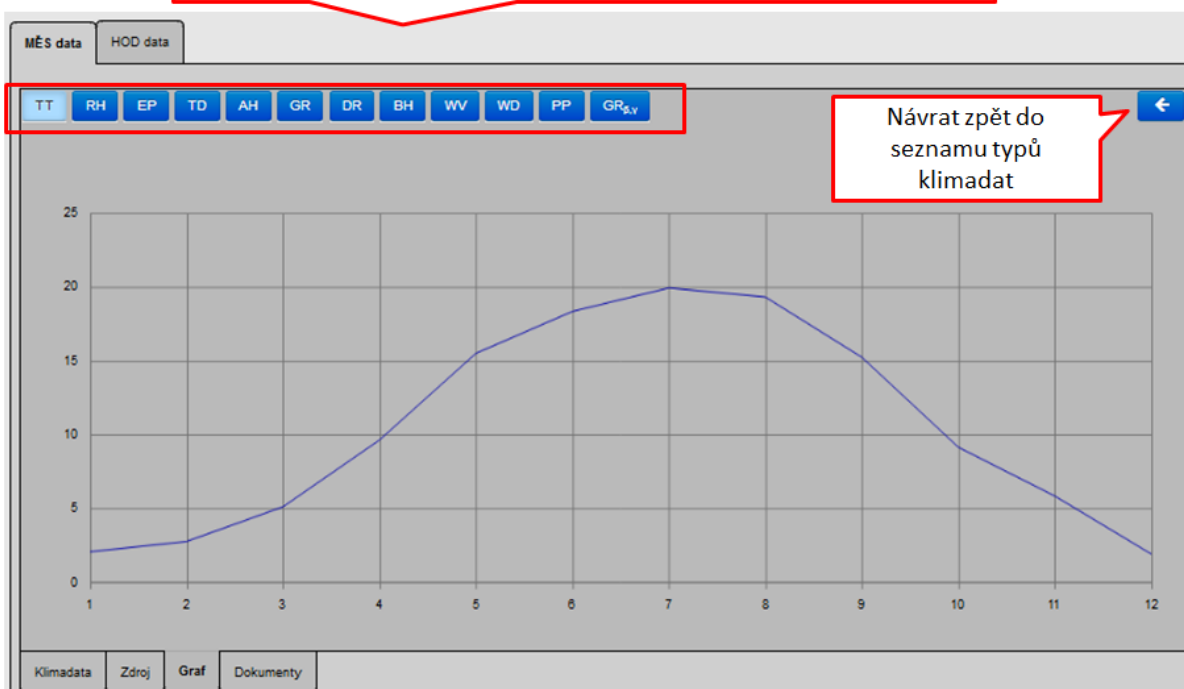 MĚS data HOD data
TT RH EP TD AH GR DR BH WV WD PP GRβ,γ
Návrat zpět do
seznamu typů
klimadat
25
20
15
10
5
0
1 2 3 4 5 6 7 8 9 10 11 12
Klimadata Zdroj Graf Dokumenty